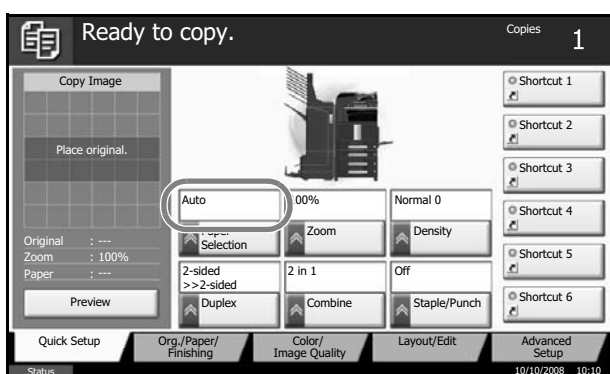 Ready to copy.
Copies
1
Copy Image
Place original.
Original : ---
Zoom : 100%
Paper : ---
Preview
Auto
00%
Normal 0
Paper
Selection
Zoom
Density
2-sided
>>2-sided
2 in 1
Off
Duplex
Combine
Staple/Punch
Shortcut 1
Shortcut 2
Shortcut 3
Shortcut 4
Shortcut 5
Shortcut 6
Quick Setup
Org./Paper/
Finishing
Color/
Image Quality
Layout/Edit
Advanced
Setup
Status
10/10/2008 10:10